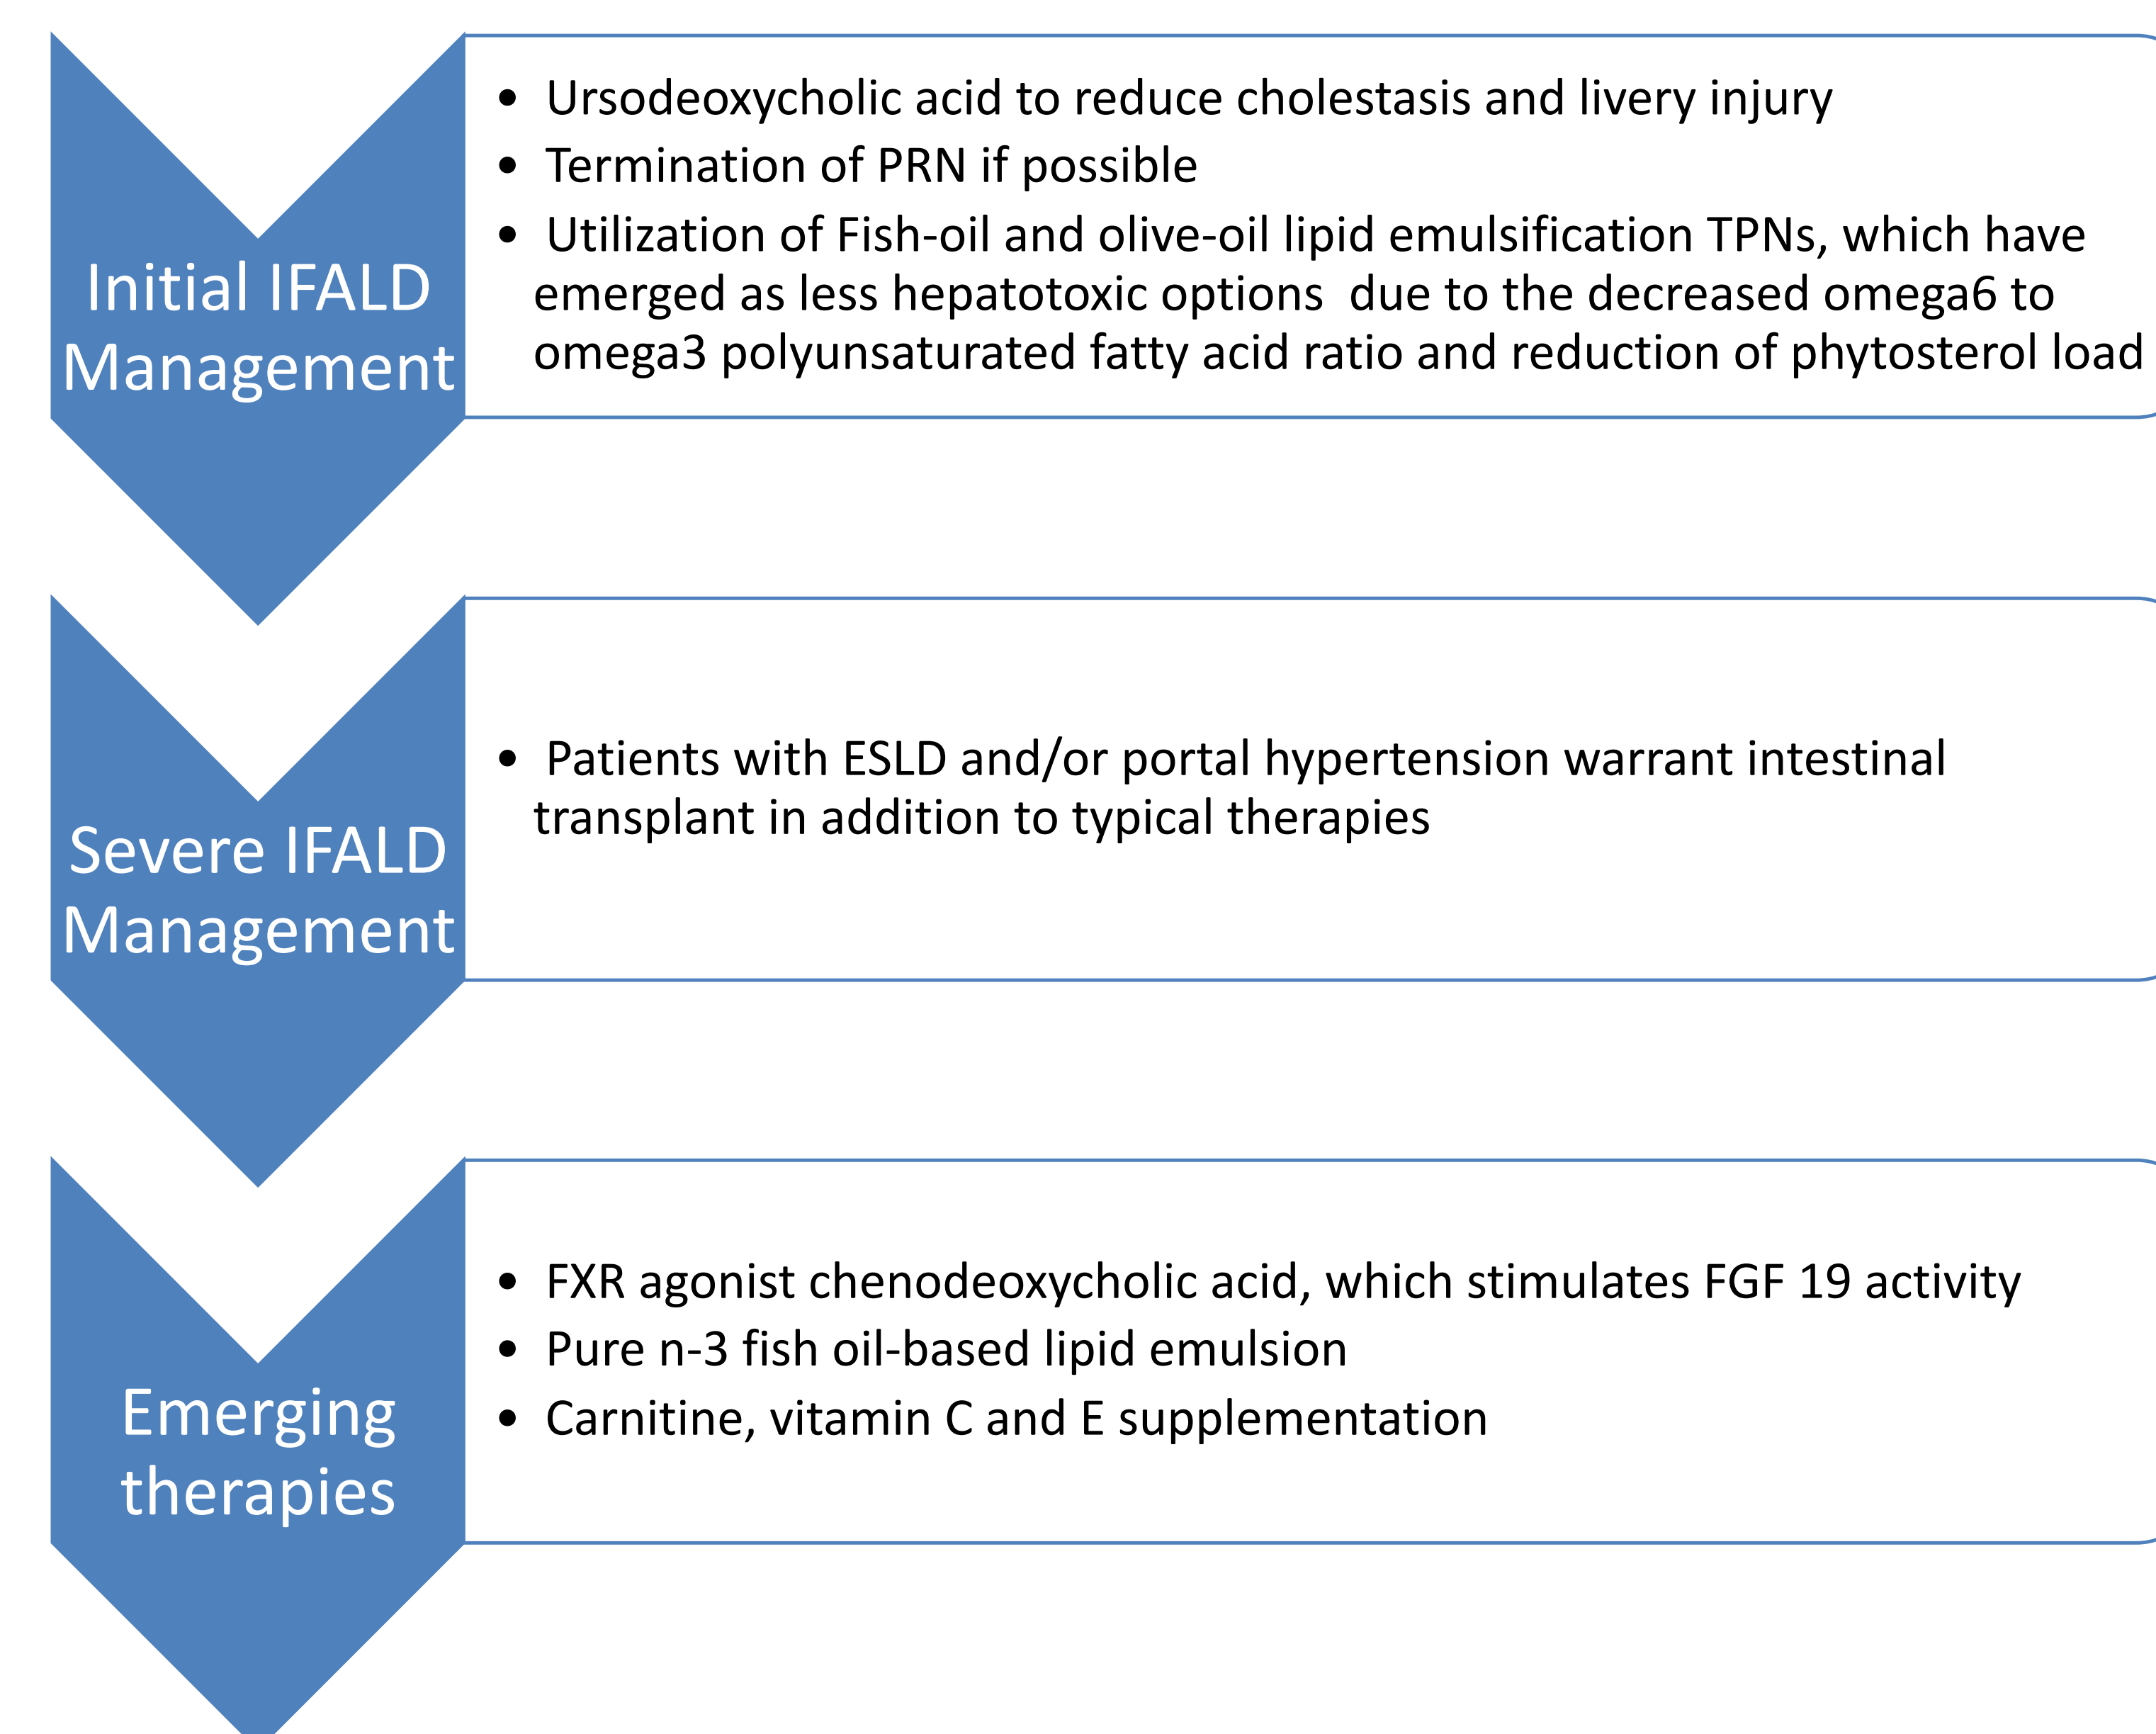 Initial IFALD
Management
• Ursodeoxycholic acid to reduce cholestasis and livery injury
• Termination of PRN if possible
• Utilization of Fish-oil and olive-oil lipid emulsification TPNs, which have
emerged as less hepatotoxic options  due to the decreased omega6 to
omega3 polyunsaturated fatty acid ratio and reduction of phytosterol load
Severe IFALD
Management
• Patients with ESLD and/or portal hypertension warrant intestinal
transplant in addition to typical therapies
Emerging
therapies
• FXR agonist chenodeoxycholic acid, which stimulates FGF 19 activity
• Pure n-3 fish oil-based lipid emulsion
• Carnitine, vitamin C and E supplementation